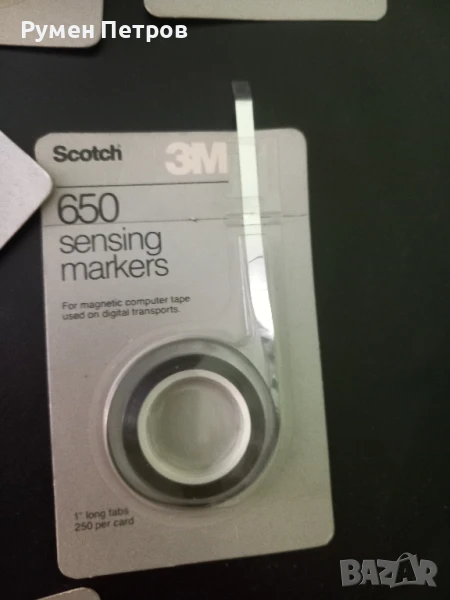 Румен Петров
Scotch 3M
650
sensing
markers
For magnetic computer tape
used on digital transports.
1" long tabs
250 per card
BAZAR